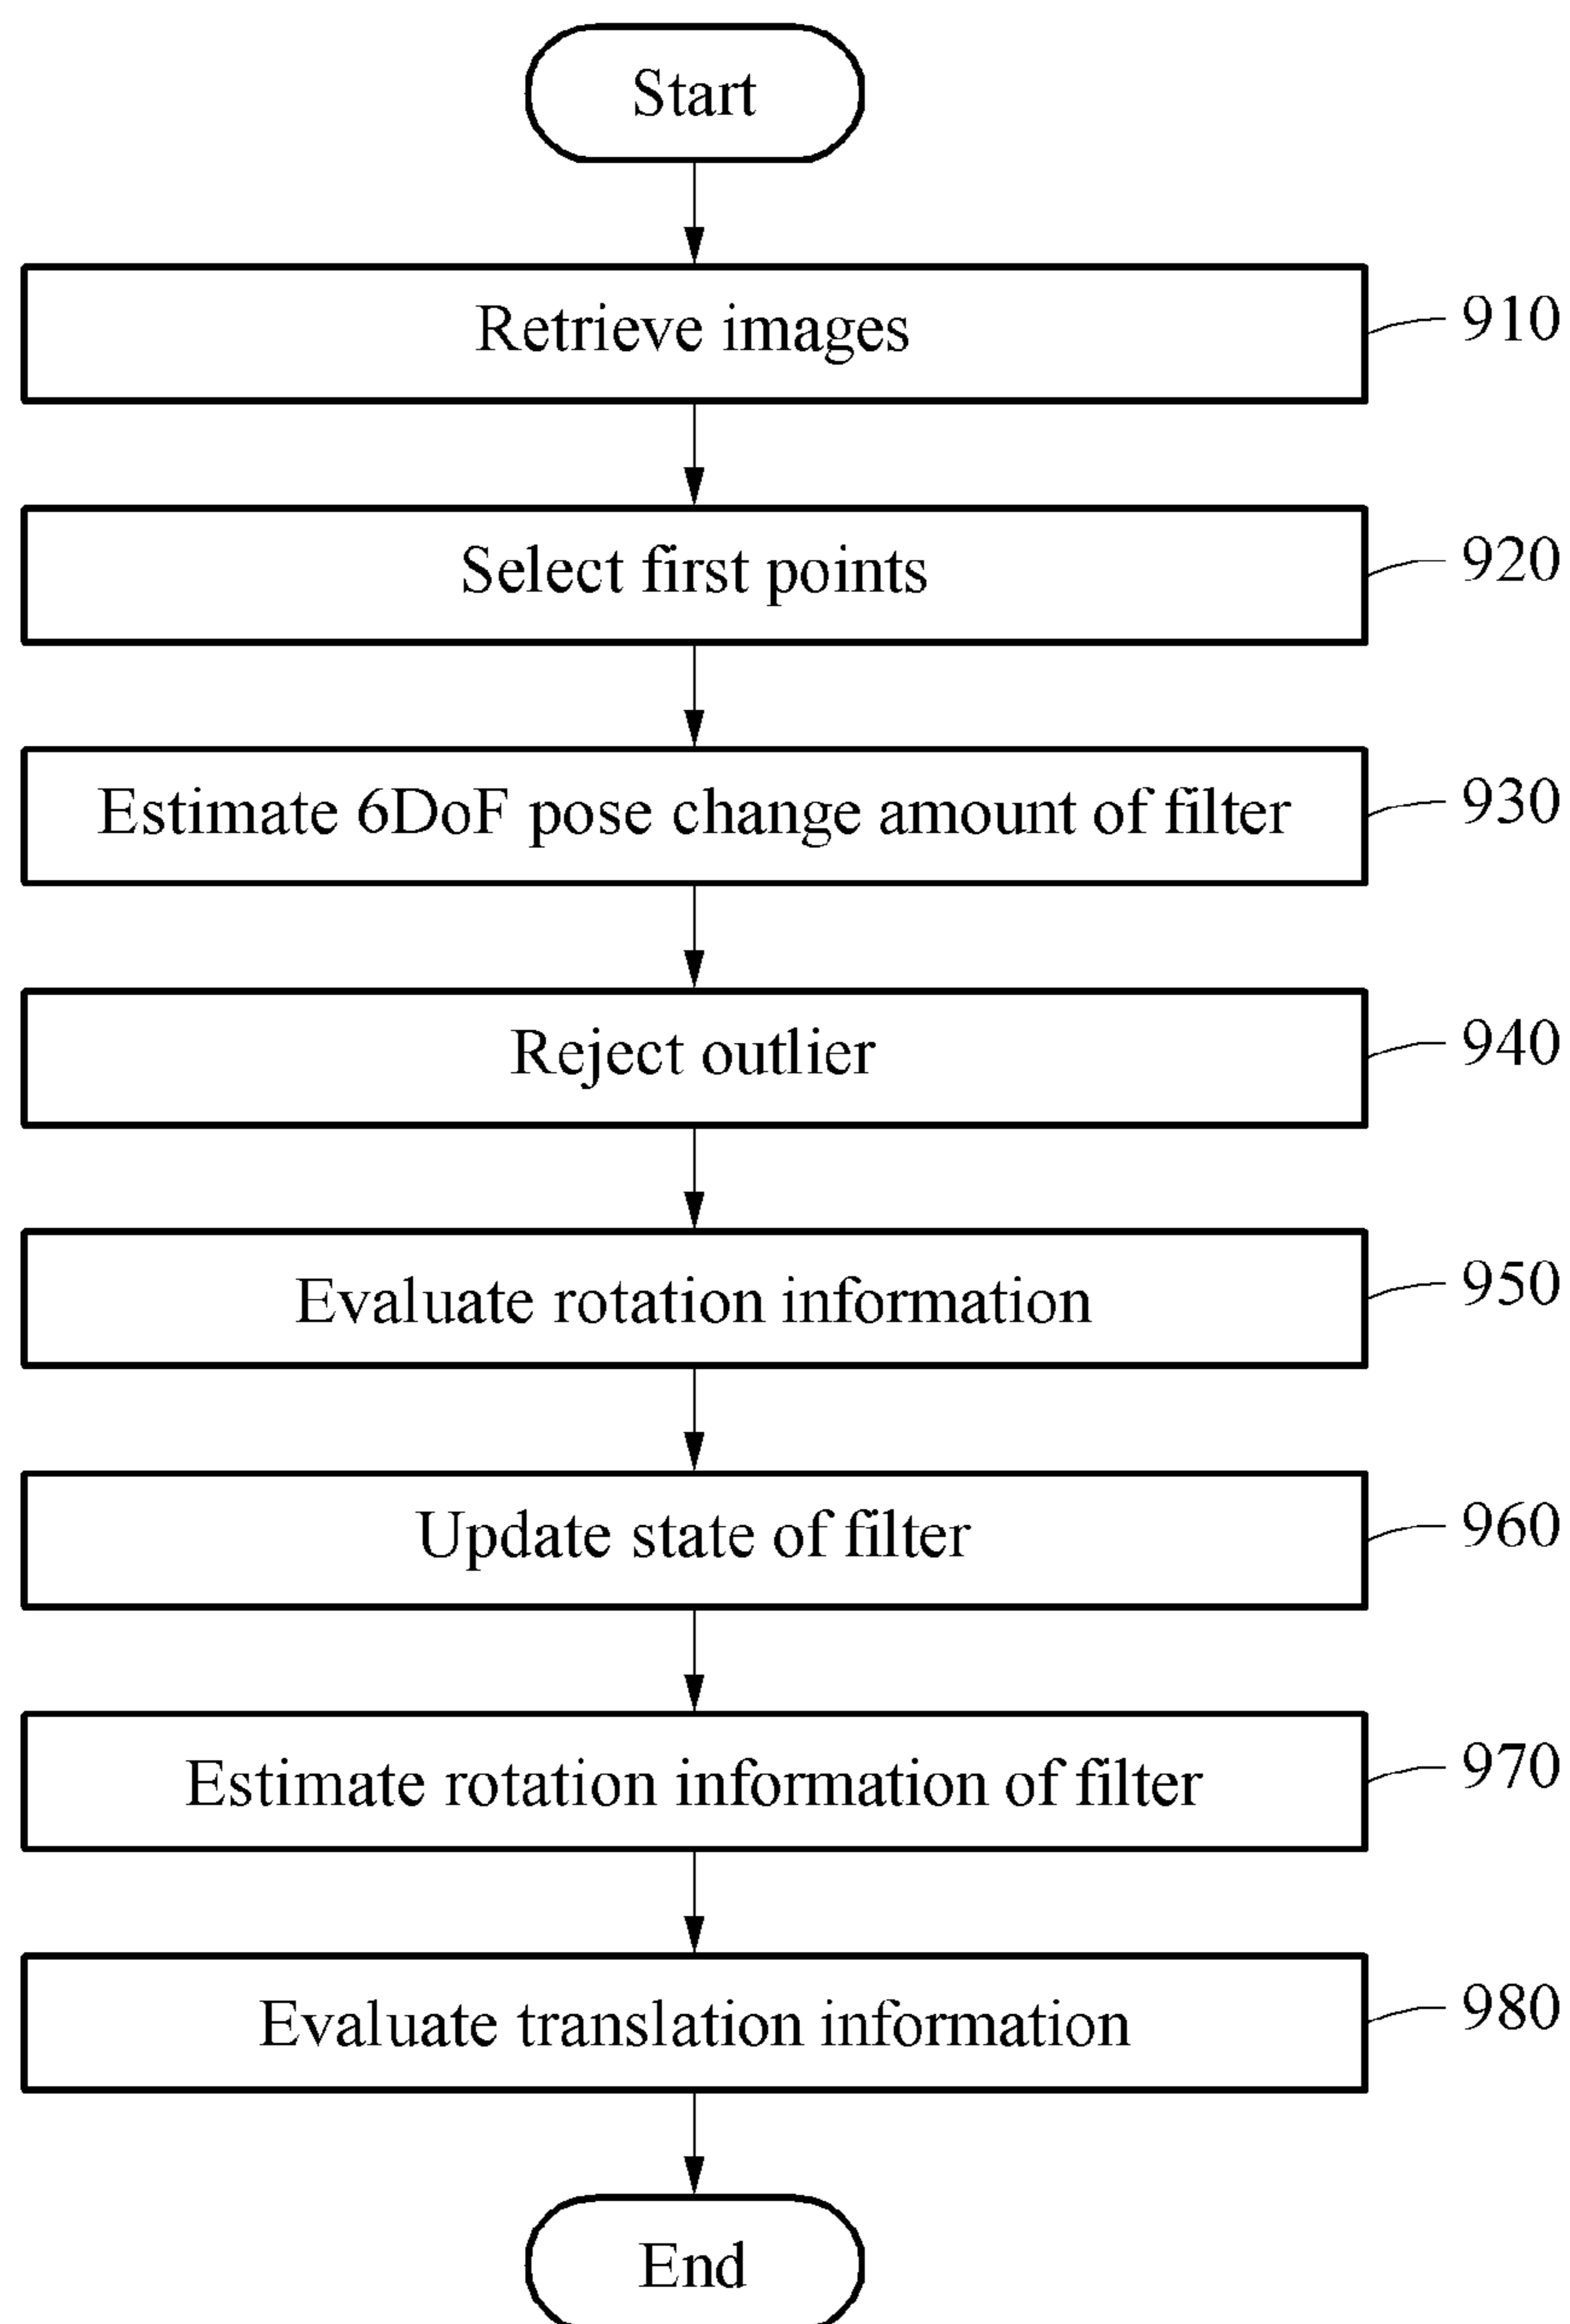 Start
Retrieve images
910
Select first points
920
Estimate 6DoF pose change amount of filter
930
Reject outlier
940
Evaluate rotation information
950
Update state of filter
960
Estimate rotation information of filter
970
Evaluate translation information
980
End